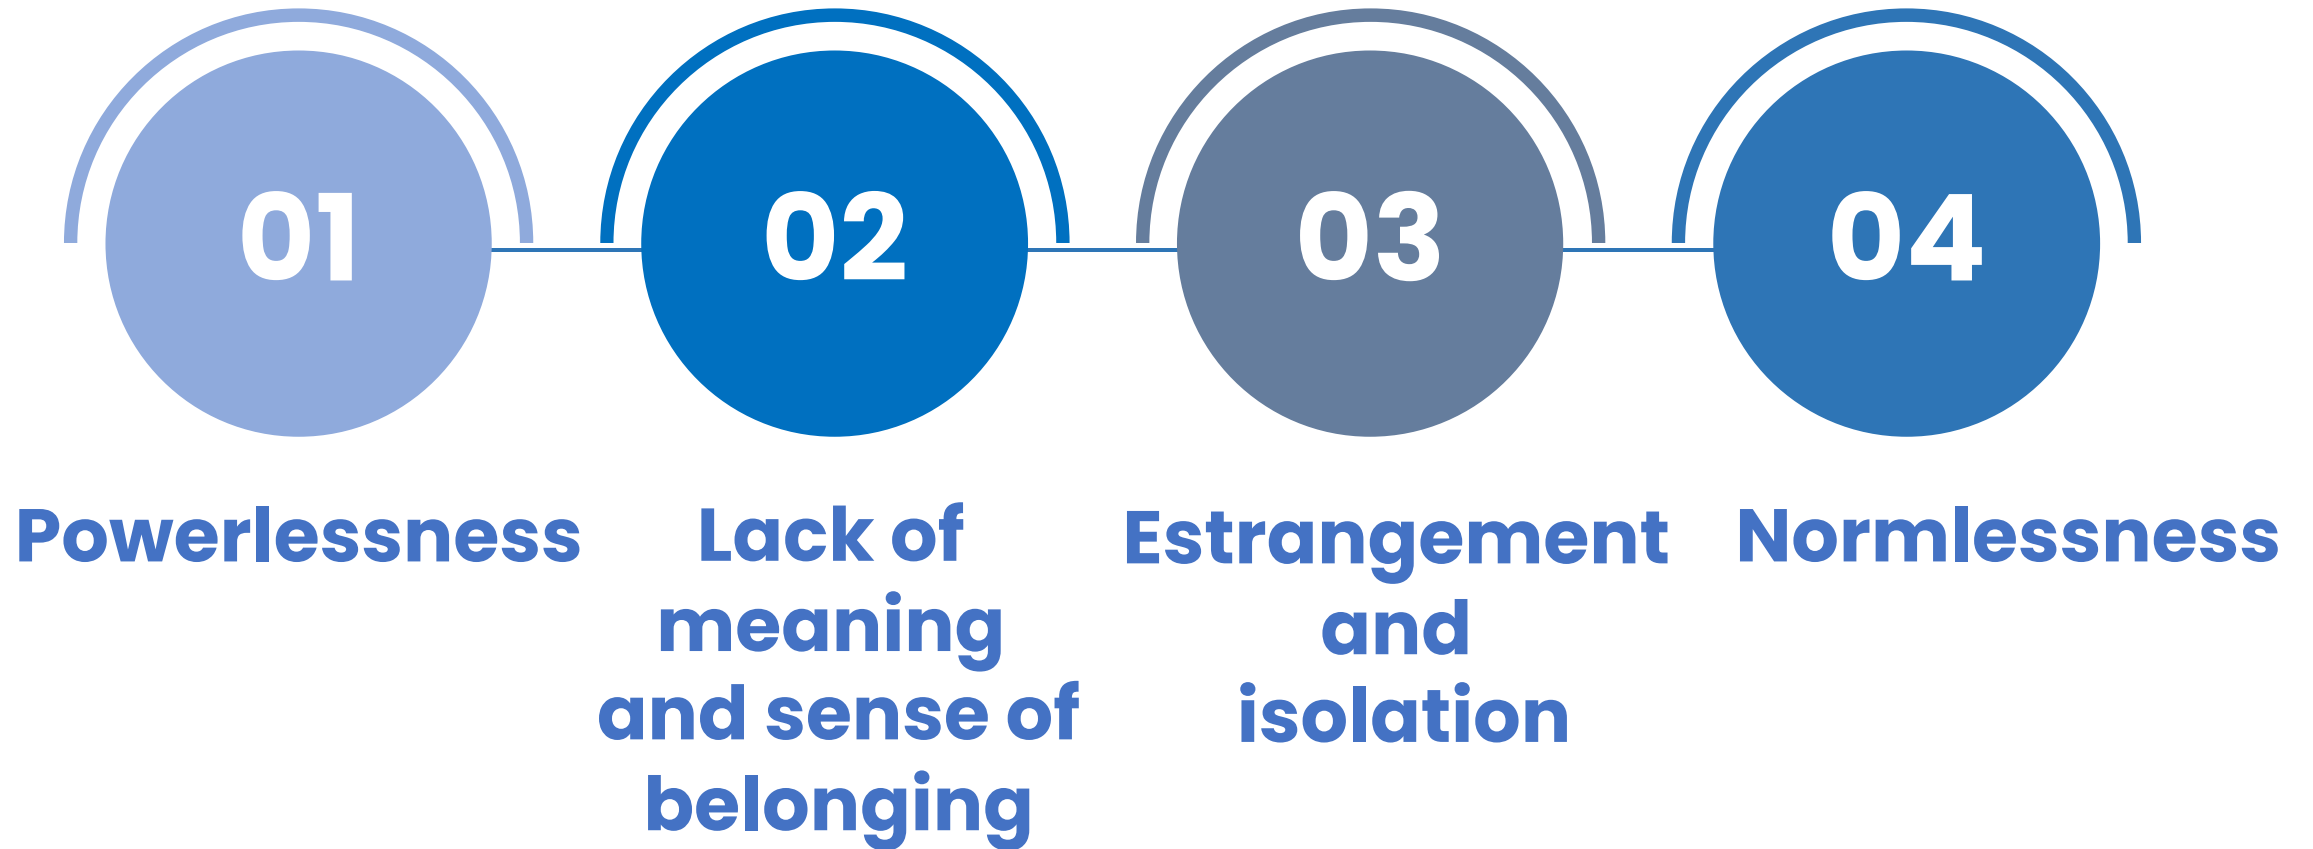 01
Powerlessness
02
Lack of
meaning
and sense of
belonging
03
Estrangement
and
isolation
04
Normlessness